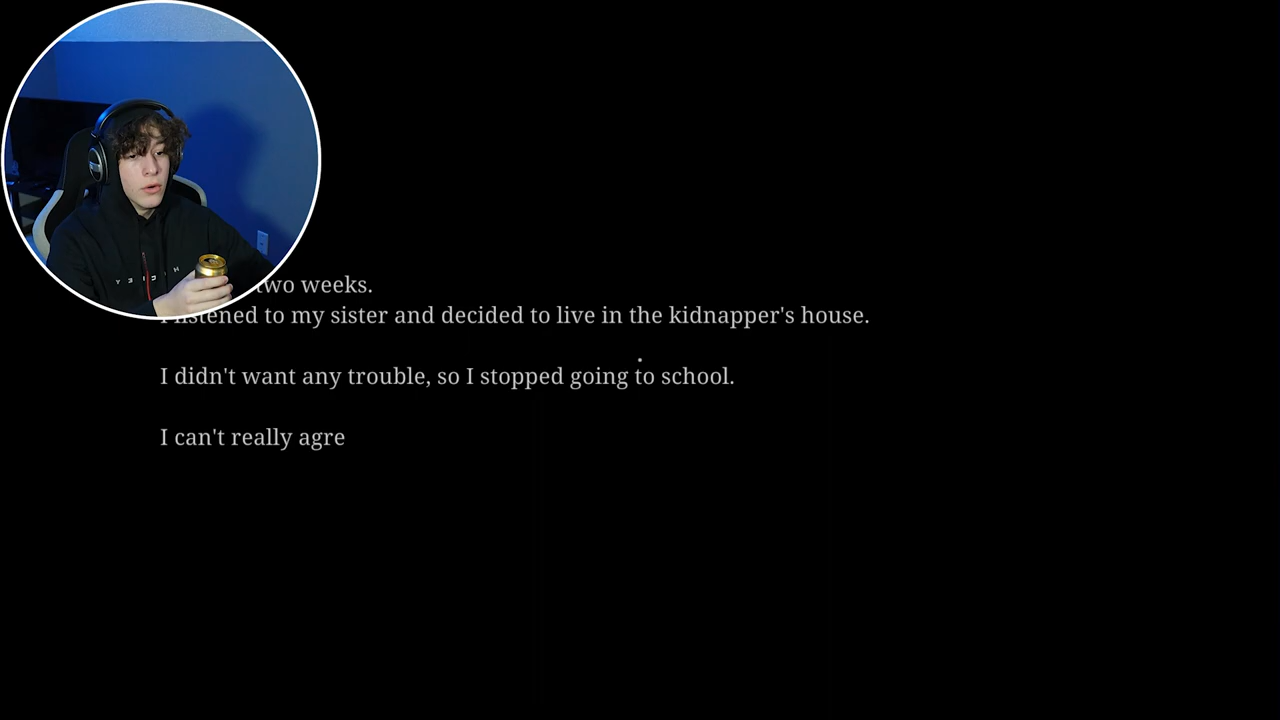 two weeks.
listened to my sister and decided to live in the kidnapper's house.
I didn't want any trouble, so I stopped going to school.
I can't really agre